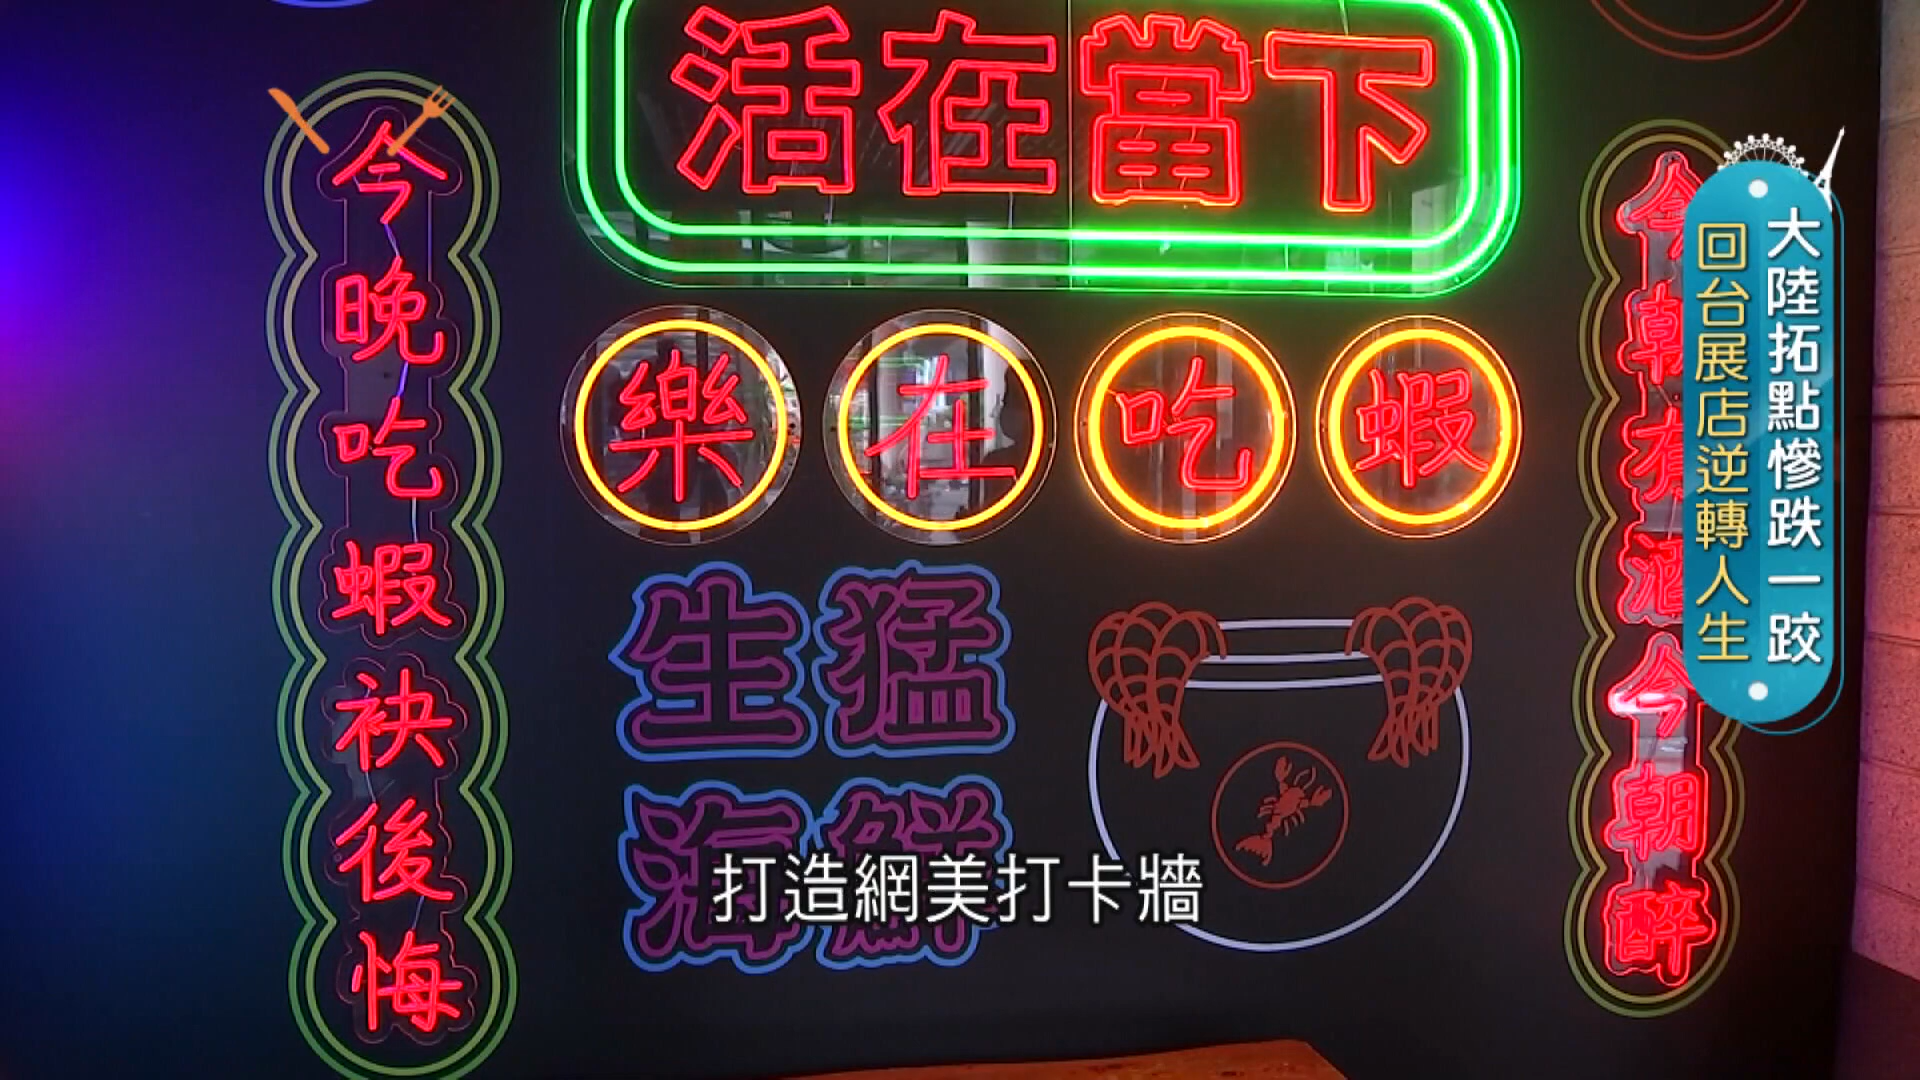 活在當下
樂在吃蝦
今晚吃蝦袂後悔
生猛
海鮮
今朝有酒今朝醉
大陸拓點慘跌一跤
回台展店逆轉人生
打造網美打卡牆